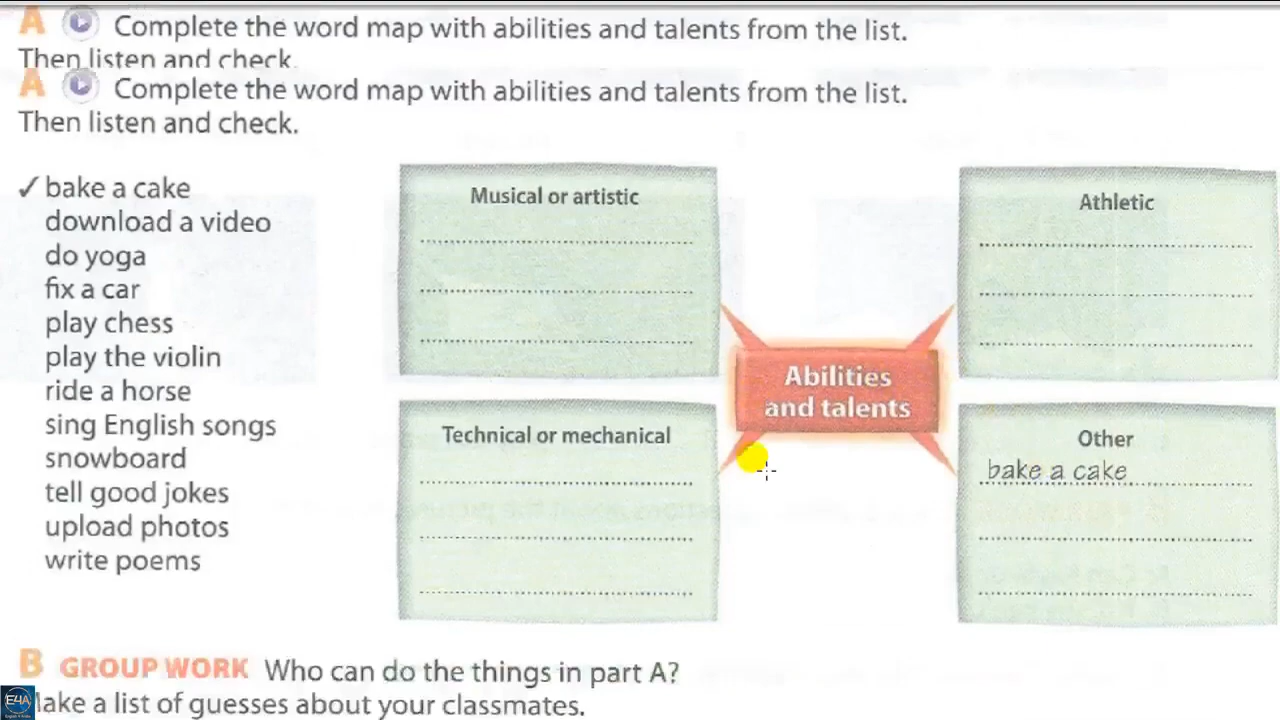 A Complete the word map with abilities and talents from the list.
Then listen and check.
A Complete the word map with abilities and talents from the list.
Then listen and check.
✓ bake a cake
download a video
do yoga
fix a car
play chess
play the violin
ride a horse
sing English songs
snowboard
tell good jokes
upload photos
write poems
Musical or artistic
Athletic
Abilities
and talents
Technical or mechanical
Other
bake a cake
B GROUP WORK Who can do the things in part A?
Make a list of guesses about your classmates.
E4A